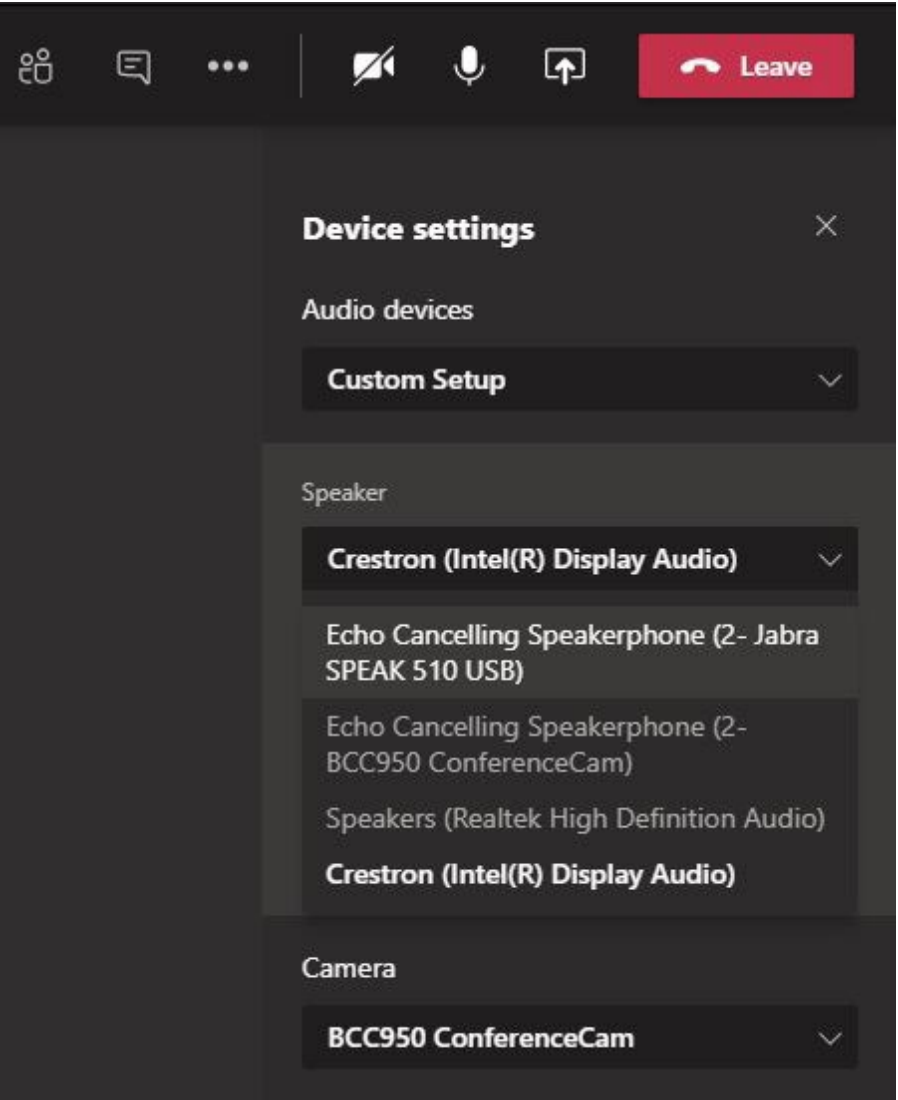 Leave
Device settings
Audio devices
Custom Setup
Speaker
Crestron (Intel(R) Display Audio)
Echo Cancelling Speakerphone (2- Jabra
SPEAK 510 USB)
Echo Cancelling Speakerphone (2-
BCC950 ConferenceCam)
Speakers (Realtek High Definition Audio)
Crestron (Intel(R) Display Audio)
Camera
BCC950 ConferenceCam